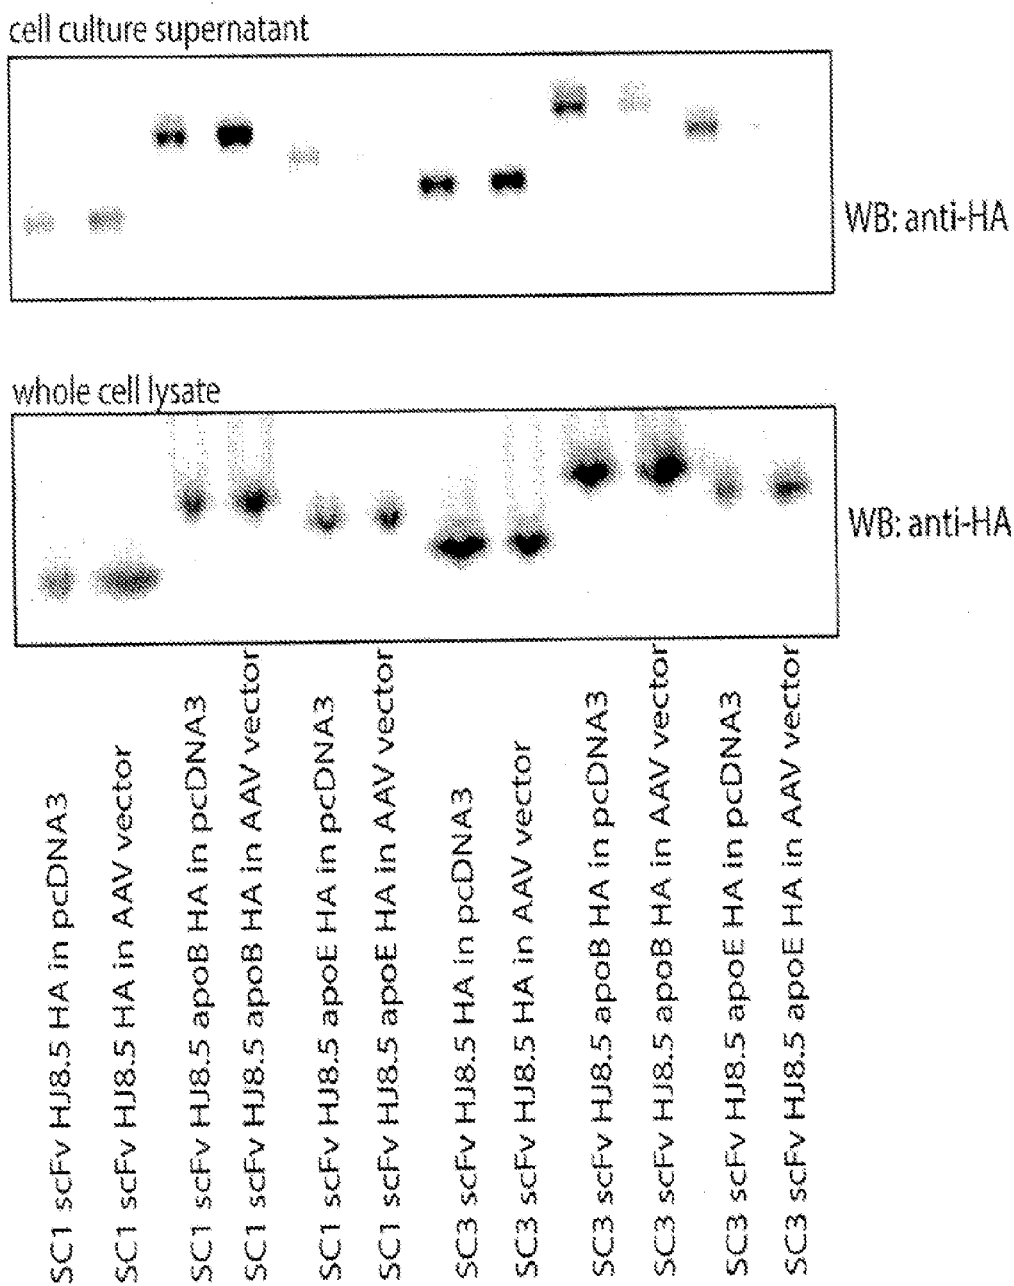 cell culture supernatant
WB: anti-HA
whole cell lysate
WB: anti-HA
SC1 scFv HJ8.5 HA in pcDNA3
SC1 scFv HJ8.5 HA in AAV vector
SC1 scFv HJ8.5 apoB HA in pcDNA3
SC1 scFv HJ8.5 apoB HA in AAV vector
SC1 scFv HJ8.5 apoE HA in pcDNA3
SC1 scFv HJ8.5 apoE HA in AAV vector
SC3 scFv HJ8.5 HA in pcDNA3
SC3 scFv HJ8.5 HA in AAV vector
SC3 scFv HJ8.5 apoB HA in pcDNA3
SC3 scFv HJ8.5 apoB HA in AAV vector
SC3 scFv HJ8.5 apoE HA in pcDNA3
SC3 scFv HJ8.5 apoE HA in AAV vector